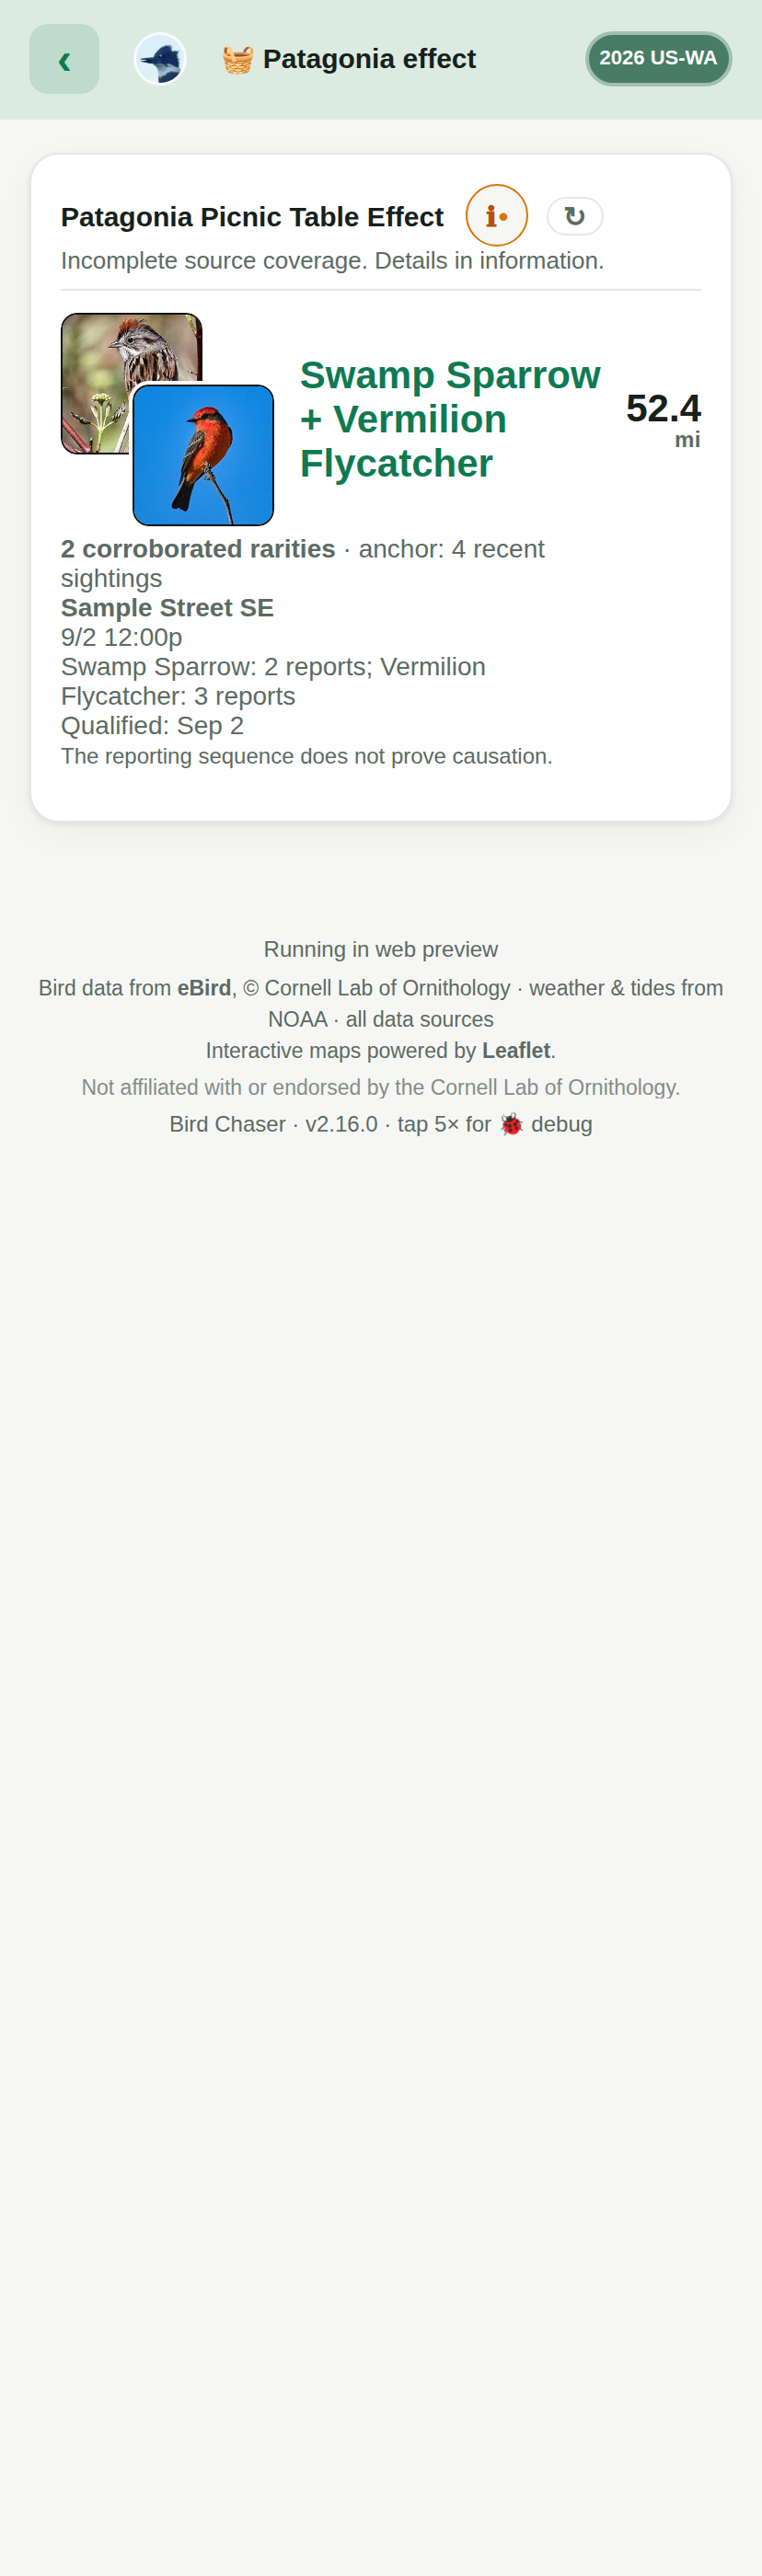 ‹ 🧺 Patagonia effect 2026 US-WA
Patagonia Picnic Table Effect ℹ• ↻
Incomplete source coverage. Details in information.
Swamp Sparrow
+ Vermilion
Flycatcher
52.4
mi
2 corroborated rarities · anchor: 4 recent
sightings
Sample Street SE
9/2 12:00p
Swamp Sparrow: 2 reports; Vermilion
Flycatcher: 3 reports
Qualified: Sep 2
The reporting sequence does not prove causation.
Running in web preview
Bird data from eBird, © Cornell Lab of Ornithology · weather & tides from
NOAA · all data sources
Interactive maps powered by Leaflet.
Not affiliated with or endorsed by the Cornell Lab of Ornithology.
Bird Chaser · v2.16.0 · tap 5× for 🐞 debug